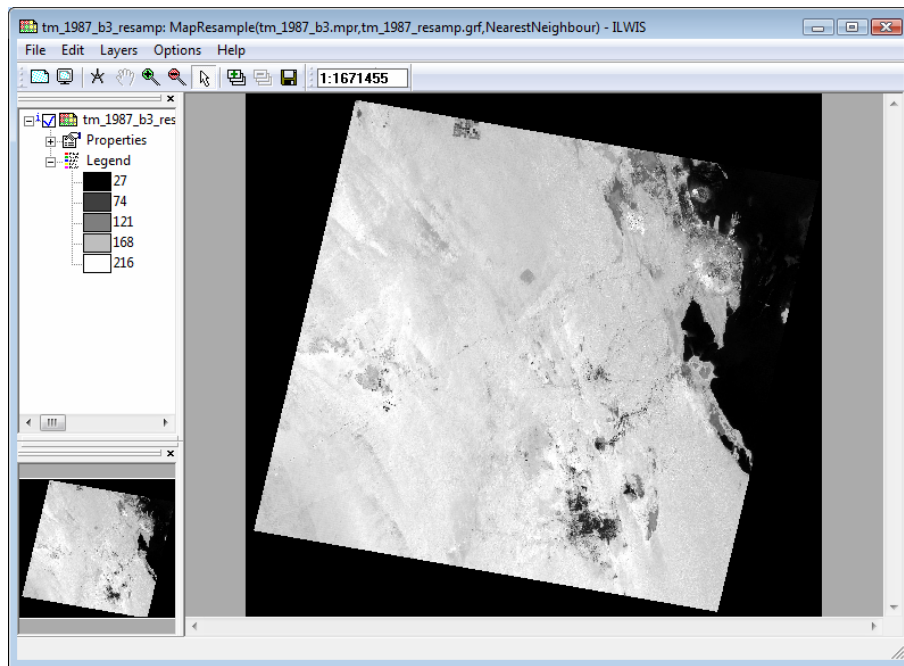 tm_1987_b3_resamp: MapResample(tm_1987_b3.mpr,tm_1987_resamp.grf,NearestNeighbour) - ILWIS
File Edit Layers Options Help
1:1671455
tm_1987_b3_res
Properties
Legend
27
74
121
168
216